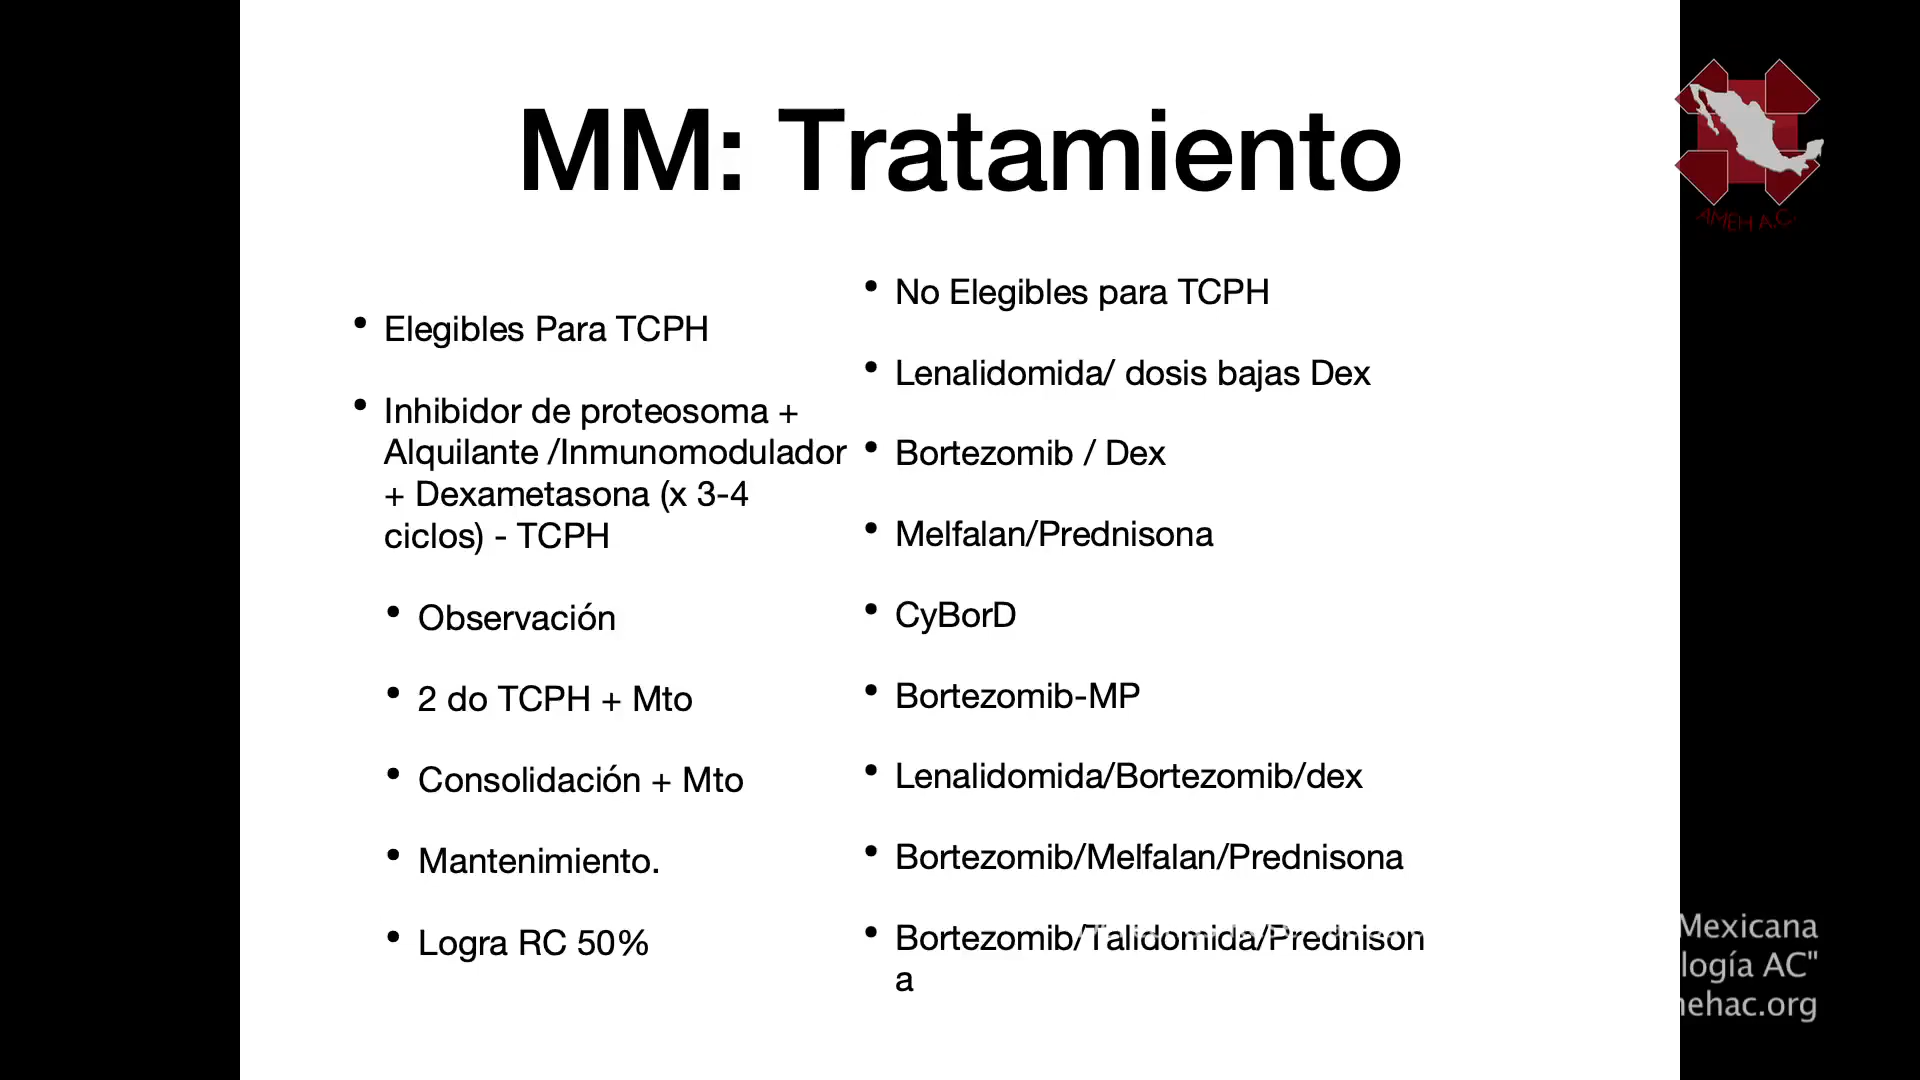 MM: Tratamiento
• Elegibles Para TCPH
• Inhibidor de proteosoma +
Alquilante /Inmunomodulador
+ Dexametasona (x 3-4
ciclos) - TCPH
• Observación
• 2 do TCPH + Mto
• Consolidación + Mto
• Mantenimiento.
• Logra RC 50%
• No Elegibles para TCPH
• Lenalidomida/ dosis bajas Dex
• Bortezomib / Dex
• Melfalan/Prednisona
• CyBorD
• Bortezomib-MP
• Lenalidomida/Bortezomib/dex
• Bortezomib/Melfalan/Prednisona
• Bortezomib/Talidomida/Prednison
a
AMEH A.C.
Mexicana
logía AC"
ehac.org